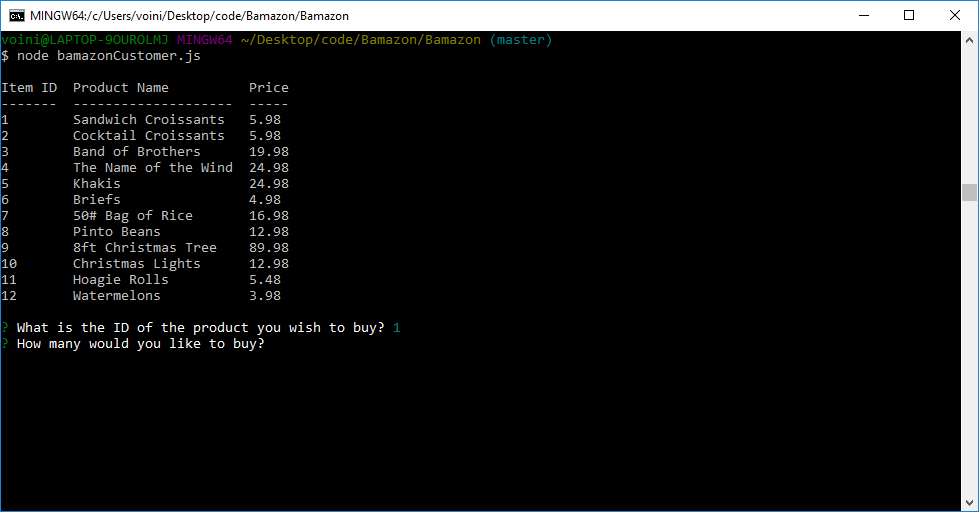 MINGW64:/c/Users/voini/Desktop/code/Bamazon/Bamazon
voini@LAPTOP-9OUROLMJ MINGW64 ~/Desktop/code/Bamazon/Bamazon (master)
$ node bamazonCustomer.js
Item ID  Product Name          Price
-------  --------------------  -----
1        Sandwich Croissants   5.98
2        Cocktail Croissants   5.98
3        Band of Brothers      19.98
4        The Name of the Wind  24.98
5        Khakis                24.98
6        Briefs                4.98
7        50# Bag of Rice       16.98
8        Pinto Beans           12.98
9        8ft Christmas Tree    89.98
10       Christmas Lights      12.98
11       Hoagie Rolls          5.48
12       Watermelons           3.98
? What is the ID of the product you wish to buy? 1
? How many would you like to buy?